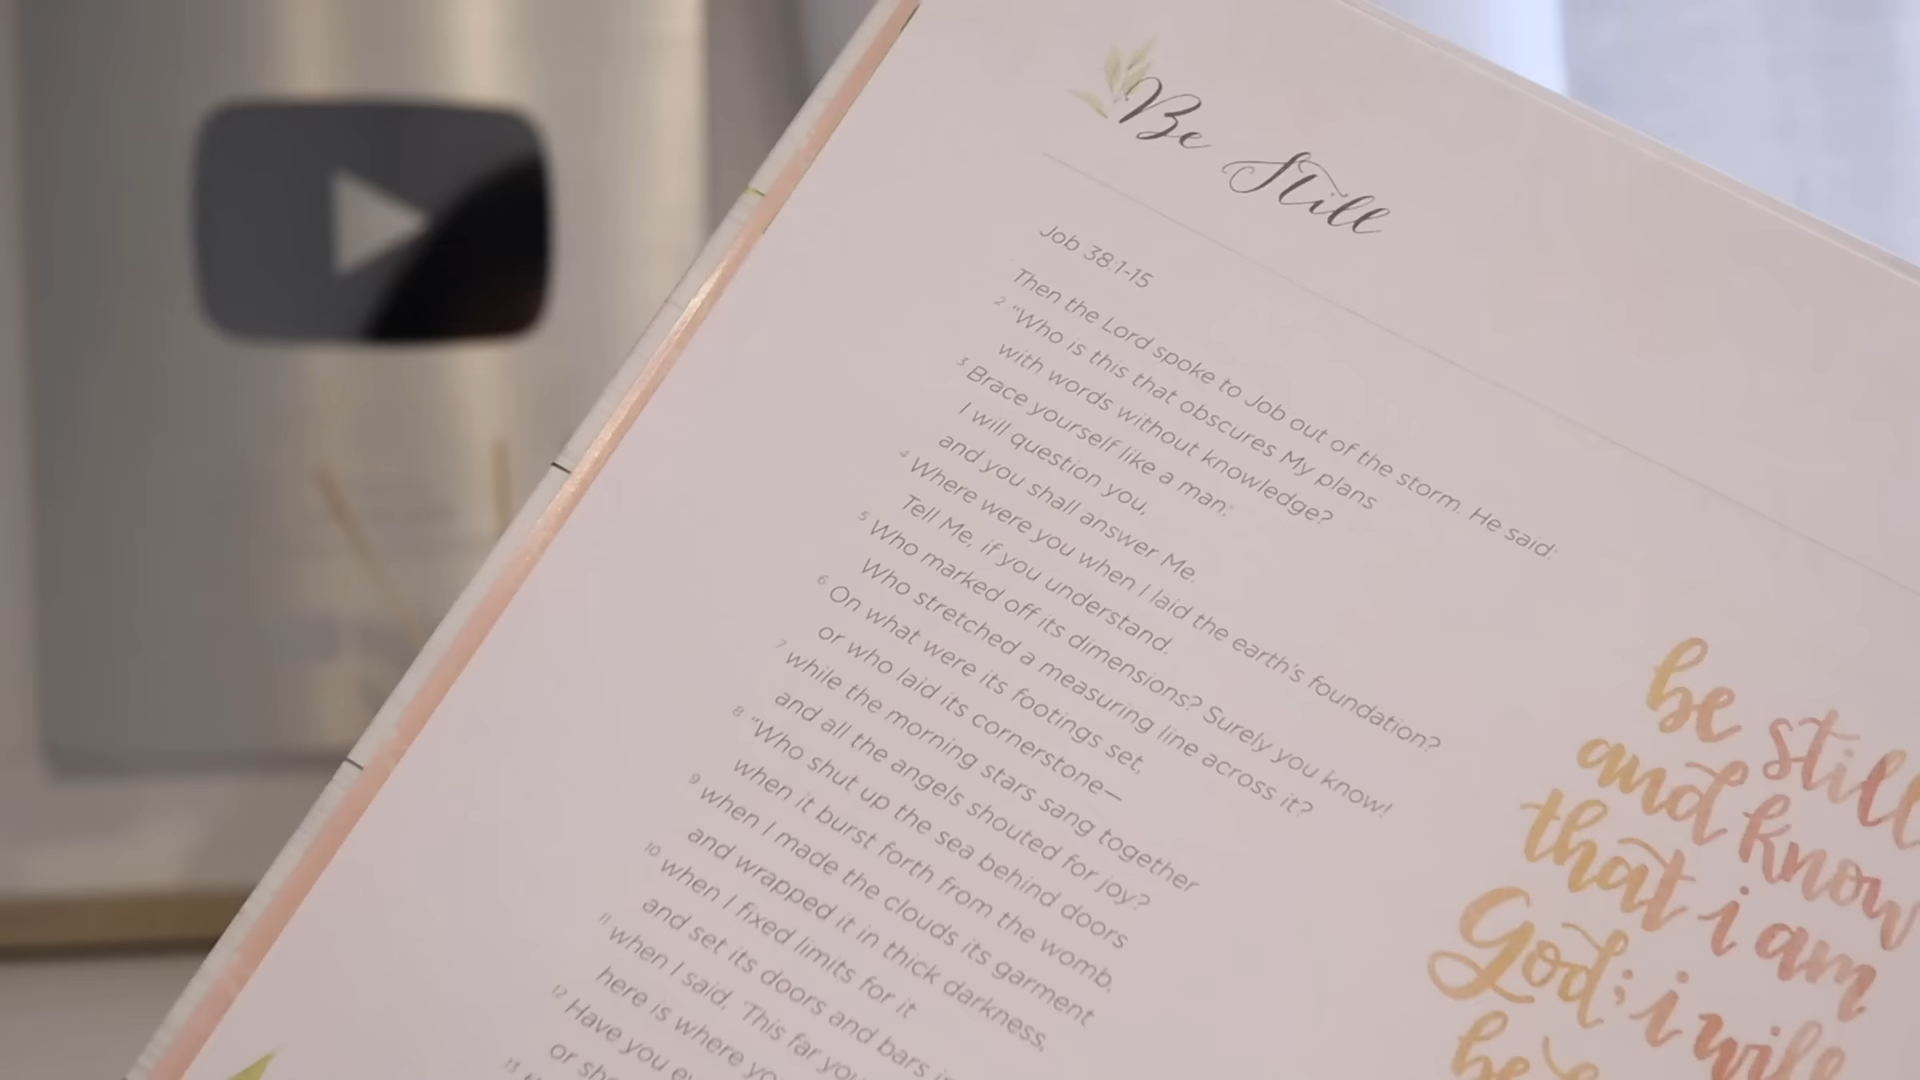 Be Still
Job 38:1-15
Then the Lord spoke to Job out of the storm. He said:
2 "Who is this that obscures My plans
with words without knowledge?
3 Brace yourself like a man:
I will question you,
and you shall answer Me.
4 Where were you when I laid the earth's foundation?
Tell Me, if you understand.
5 Who marked off its dimensions? Surely you know!
Who stretched a measuring line across it?
6 On what were its footings set,
or who laid its cornerstone—
7 while the morning stars sang together
and all the angels shouted for joy?
8 "Who shut up the sea behind doors
when it burst forth from the womb,
9 when I made the clouds its garment
and wrapped it in thick darkness,
10 when I fixed limits for it
and set its doors and bars
11 when I said, 'This far you
here is where
12 Have you
or
13
be still
and know
that i am
God; i will
be